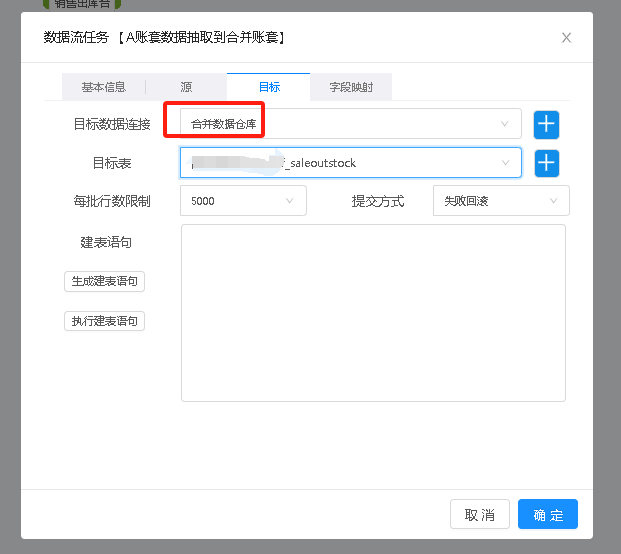 销售出库合
数据流任务 【A账套数据抽取到合并账套】
基本信息 源 目标 字段映射
目标数据连接 合并数据仓库
目标表 f_saleoutstock
每批行数限制 5000 提交方式 失败回滚
建表语句
生成建表语句
执行建表语句
取 消 确 定